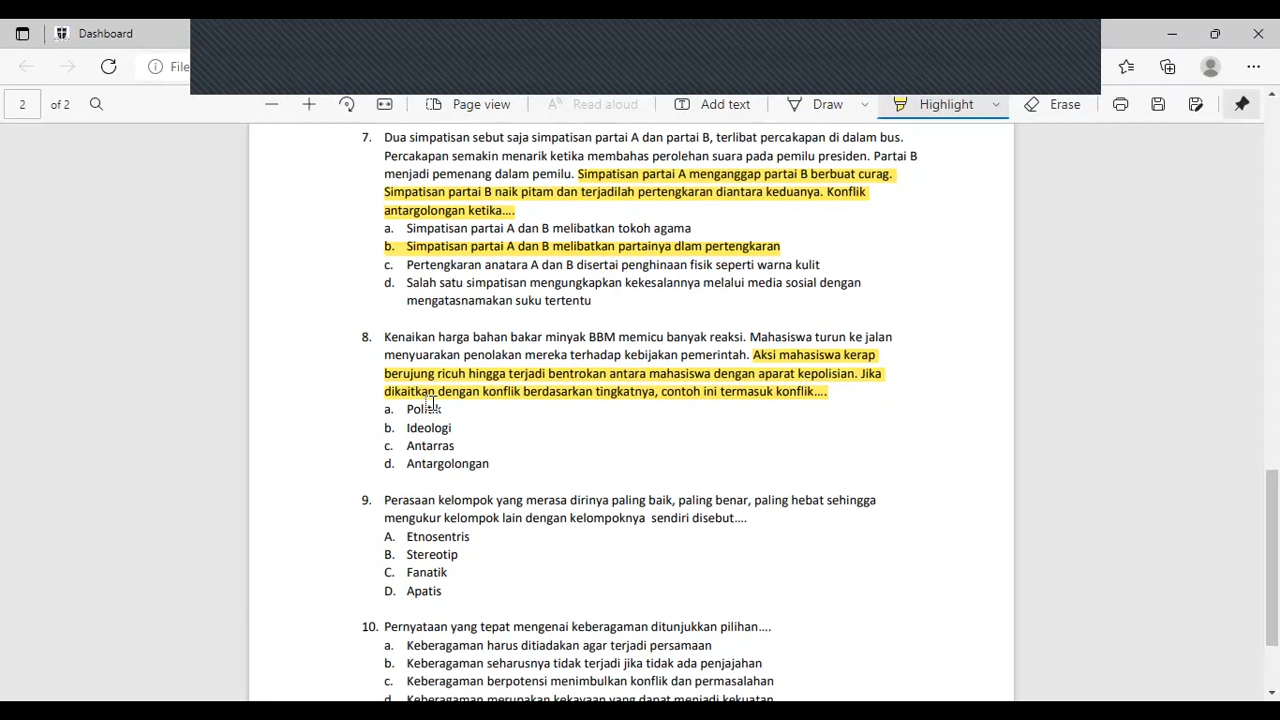 Dashboard
File
2 of 2 Page view Read aloud Add text Draw Highlight Erase
7. Dua simpatisan sebut saja simpatisan partai A dan partai B, terlibat percakapan di dalam bus.
Percakapan semakin menarik ketika membahas perolehan suara pada pemilu presiden. Partai B
menjadi pemenang dalam pemilu. Simpatisan partai A menganggap partai B berbuat curag.
Simpatisan partai B naik pitam dan terjadilah pertengkaran diantara keduanya. Konflik
antargolongan ketika....
a. Simpatisan partai A dan B melibatkan tokoh agama
b. Simpatisan partai A dan B melibatkan partainya dlam pertengkaran
c. Pertengkaran anatara A dan B disertai penghinaan fisik seperti warna kulit
d. Salah satu simpatisan mengungkapkan kekesalannya melalui media sosial dengan
mengatasnamakan suku tertentu
8. Kenaikan harga bahan bakar minyak BBM memicu banyak reaksi. Mahasiswa turun ke jalan
menyuarakan penolakan mereka terhadap kebijakan pemerintah. Aksi mahasiswa kerap
berujung ricuh hingga terjadi bentrokan antara mahasiswa dengan aparat kepolisian. Jika
dikaitkan dengan konflik berdasarkan tingkatnya, contoh ini termasuk konflik....
a. Politik
b. Ideologi
c. Antarras
d. Antargolongan
9. Perasaan kelompok yang merasa dirinya paling baik, paling benar, paling hebat sehingga
mengukur kelompok lain dengan kelompoknya sendiri disebut....
A. Etnosentris
B. Stereotip
C. Fanatik
D. Apatis
10. Pernyataan yang tepat mengenai keberagaman ditunjukkan pilihan....
a. Keberagaman harus ditiadakan agar terjadi persamaan
b. Keberagaman seharusnya tidak terjadi jika tidak ada penjajahan
c. Keberagaman berpotensi menimbulkan konflik dan permasalahan
d. Keberagaman merupakan kekayaan yang dapat menjadi kekuatan